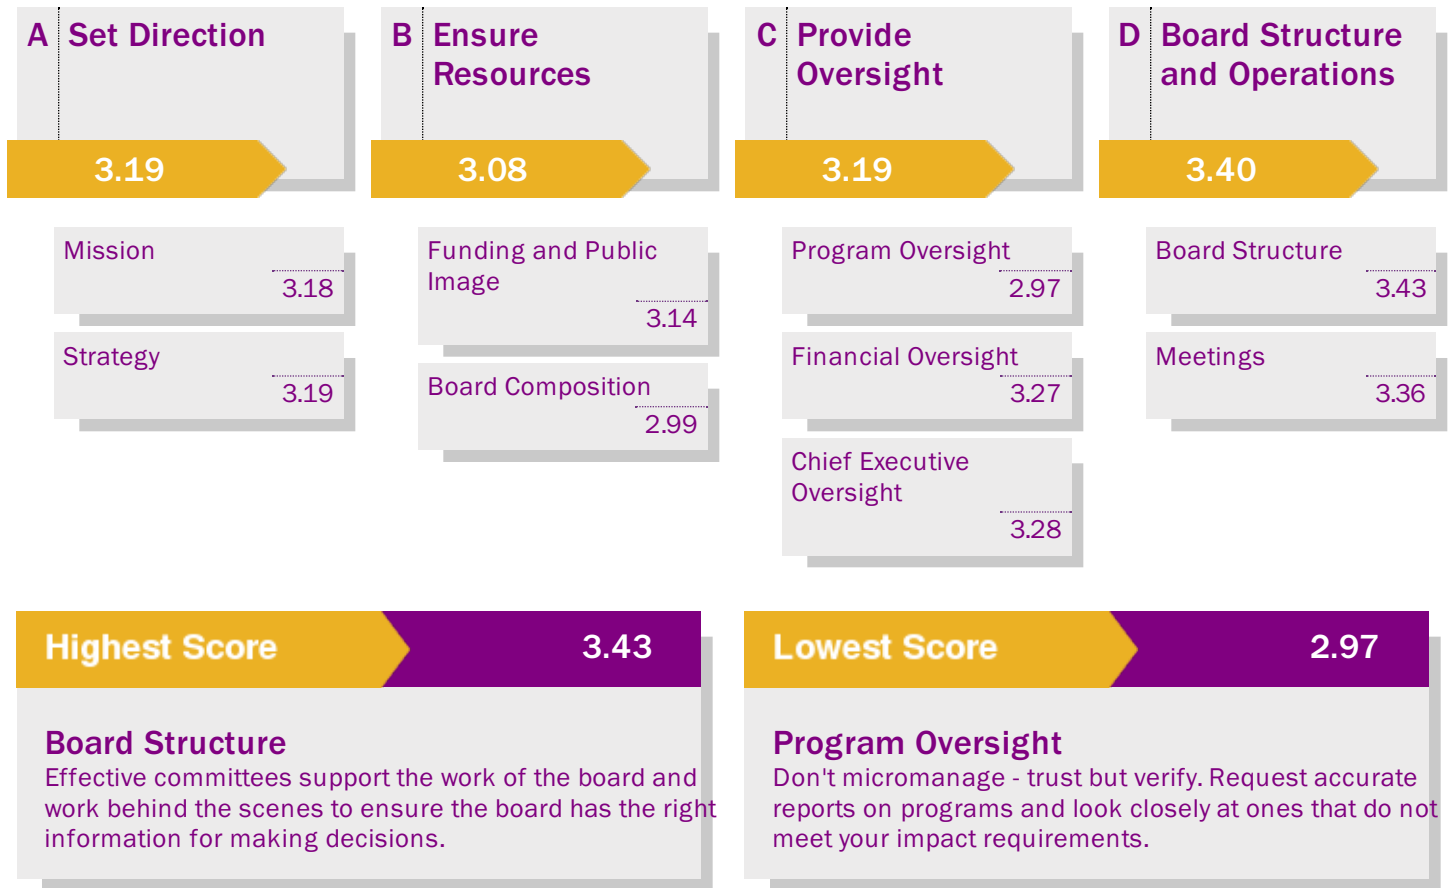 A Set Direction
3.19
Mission
3.18
Strategy
3.19
B Ensure
Resources
3.08
Funding and Public
Image
3.14
Board Composition
2.99
C Provide
Oversight
3.19
Program Oversight
2.97
Financial Oversight
3.27
Chief Executive
Oversight
3.28
D Board Structure
and Operations
3.40
Board Structure
3.43
Meetings
3.36
Highest Score 3.43
Board Structure
Effective committees support the work of the board and
work behind the scenes to ensure the board has the right
information for making decisions.
Lowest Score 2.97
Program Oversight
Don't micromanage - trust but verify. Request accurate
reports on programs and look closely at ones that do not
meet your impact requirements.